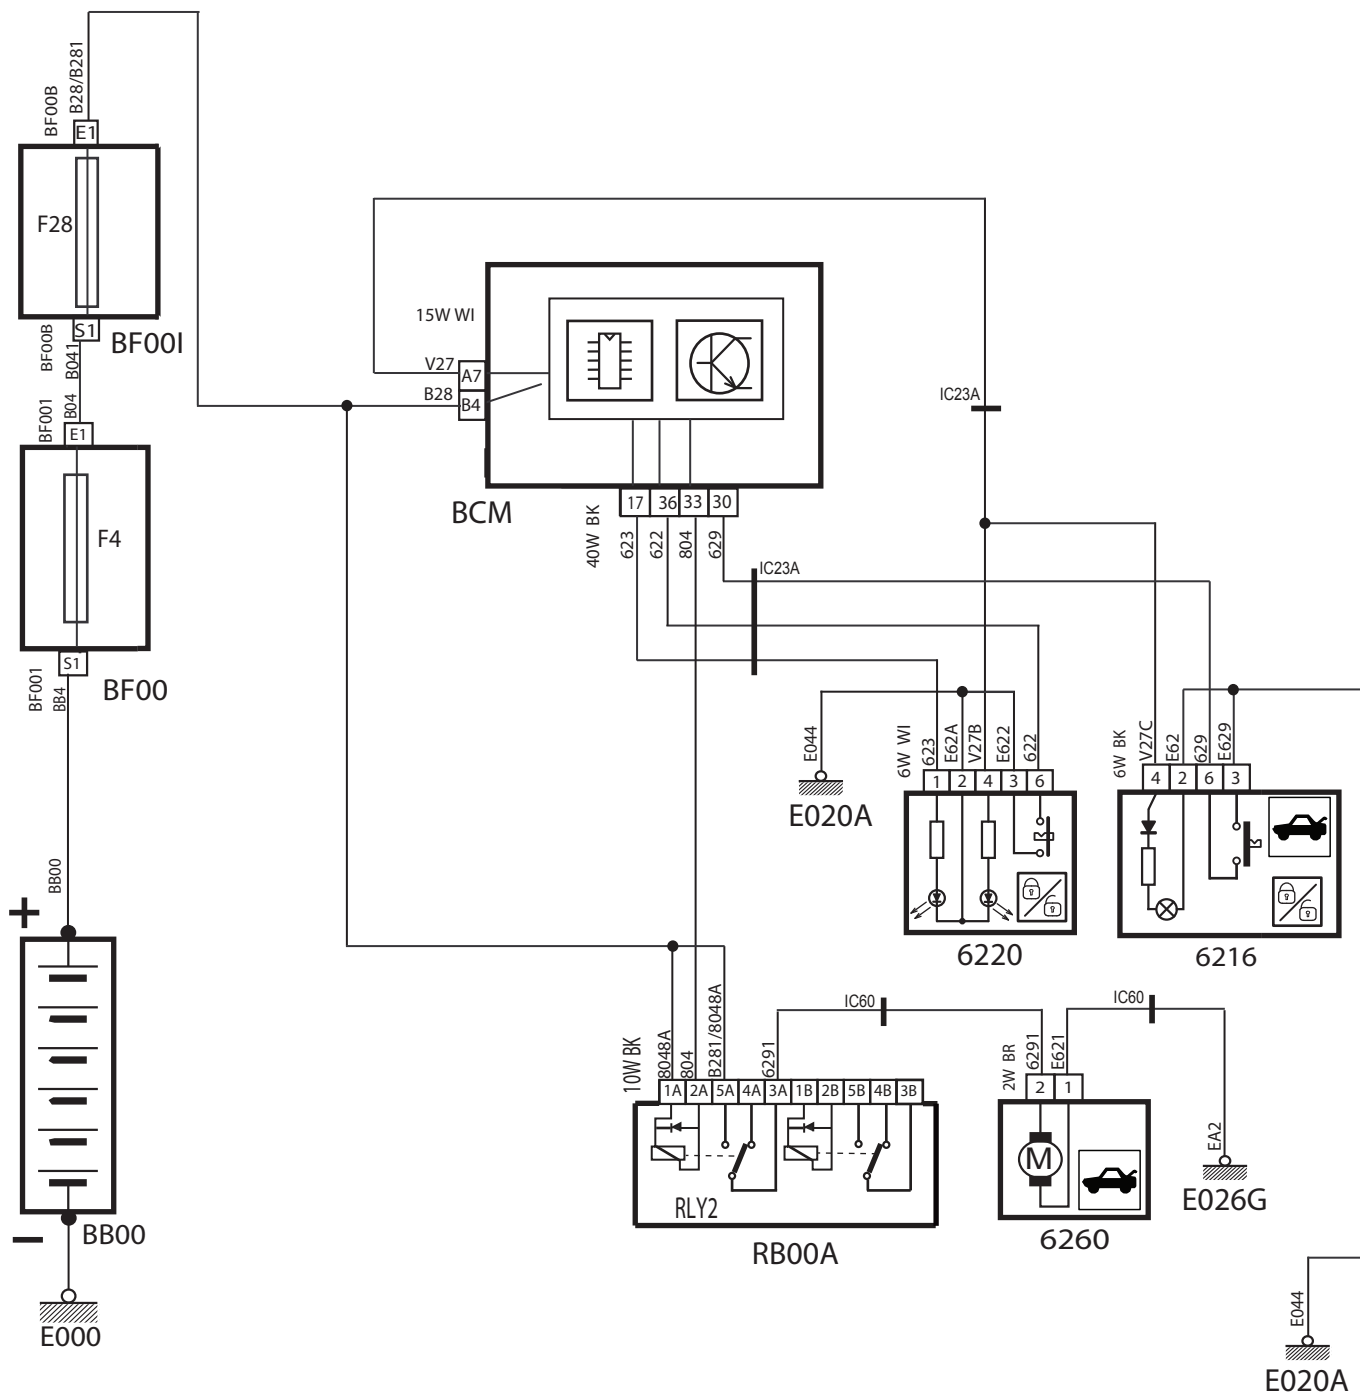 B28/B281
BF00B
E1
F28
S1
BF00B
B041
BF00I
BF001
B04
E1
F4
S1
BF001
BB4
BF00
BB00
+
−
BB00
E000
15W WI
V27
A7
B28
B4
BCM
40W BK
17 36 33 30
623
622
804
629
IC23A
IC23A
E044
E020A
6W WI
623
E62A
V27B
E622
622
1 2 4 3 6
6220
6W BK
V27C
E62
629
E629
4 2 6 3
6216
10W BK
8048A
804
B281/8048A
6291
1A 2A 5A 4A 3A 1B 2B 5B 4B 3B
RLY2
RB00A
IC60
IC60
2W BR
6291
E621
2 1
M
6260
EA2
E026G
E044
E020A